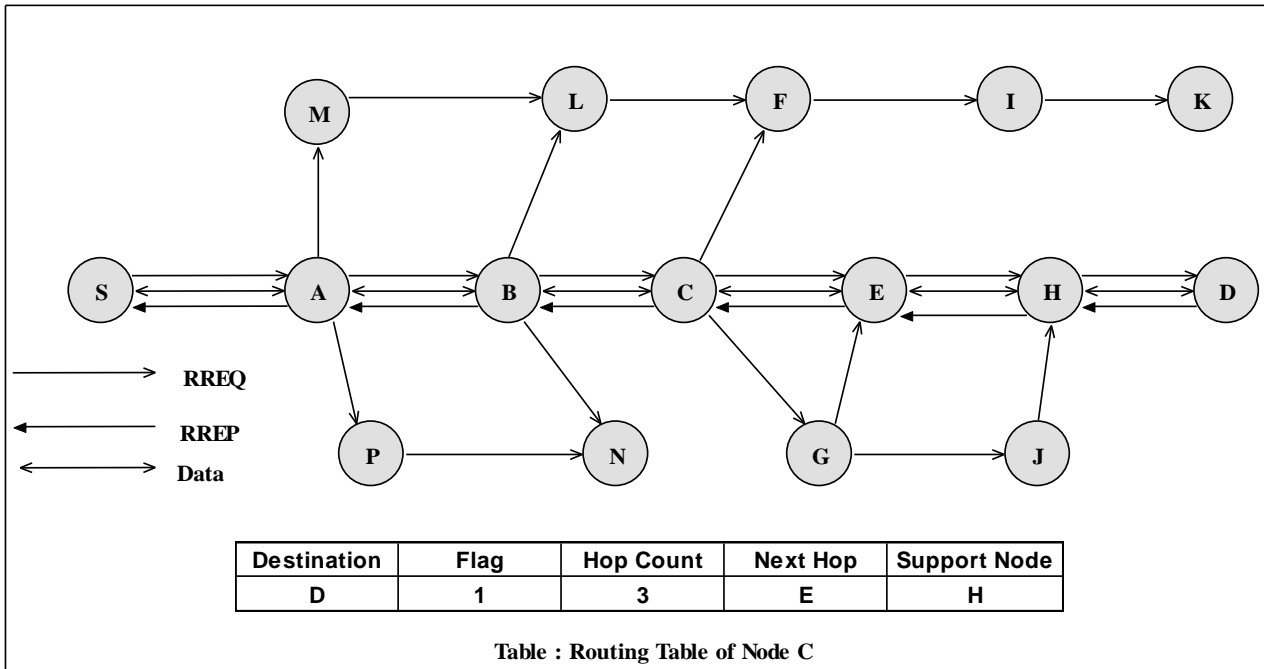 M L F I K
S A B C E H D
RREQ
RREP
Data
P N G J
Destination Flag Hop Count Next Hop Support Node
D 1 3 E H
Table : Routing Table of Node C